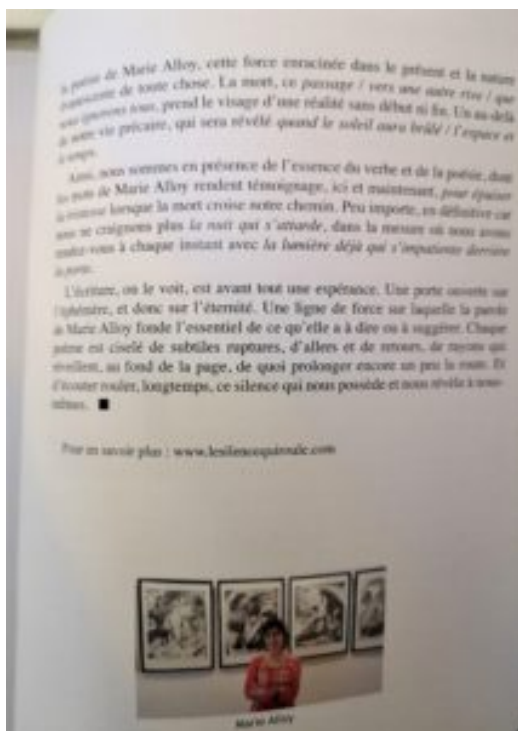 la poésie de Marie Alloy, cette force enracinée dans le présent et la nature
évanescente de toute chose. La mort, ce passage / vers une autre rive / que
nous ignorons tous, prend le visage d'une réalité sans début ni fin. Un au-delà
de notre vie précaire, qui sera révélé quand le soleil aura brûlé / l'espace et
le temps.
Ainsi, nous sommes en présence de l'essence du verbe et de la poésie, dont
les mots de Marie Alloy rendent témoignage, ici et maintenant, pour épuiser
la tristesse lorsque la mort croise notre chemin. Peu importe, en définitive car
nous ne craignons plus la nuit qui s'attarde, dans la mesure où nous avons
rendez-vous à chaque instant avec la lumière déjà qui s'impatiente derrière
la porte.
L'écriture, on le voit, est avant tout une espérance. Une porte ouverte sur
l'éphémère, et donc sur l'éternité. Une ligne de force sur laquelle la parole
de Marie Alloy fonde l'essentiel de ce qu'elle a à dire ou à suggérer. Chaque
poème est ciselé de subtiles ruptures, d'allers et de retours, de rayons qui
réveillent, au fond de la page, de quoi prolonger encore un peu la route. Et
d'écouter rouler, longtemps, ce silence qui nous possède et nous révèle à nous-
mêmes. ■
Pour en savoir plus : www.lesilencequiroule.com
Marie Alloy